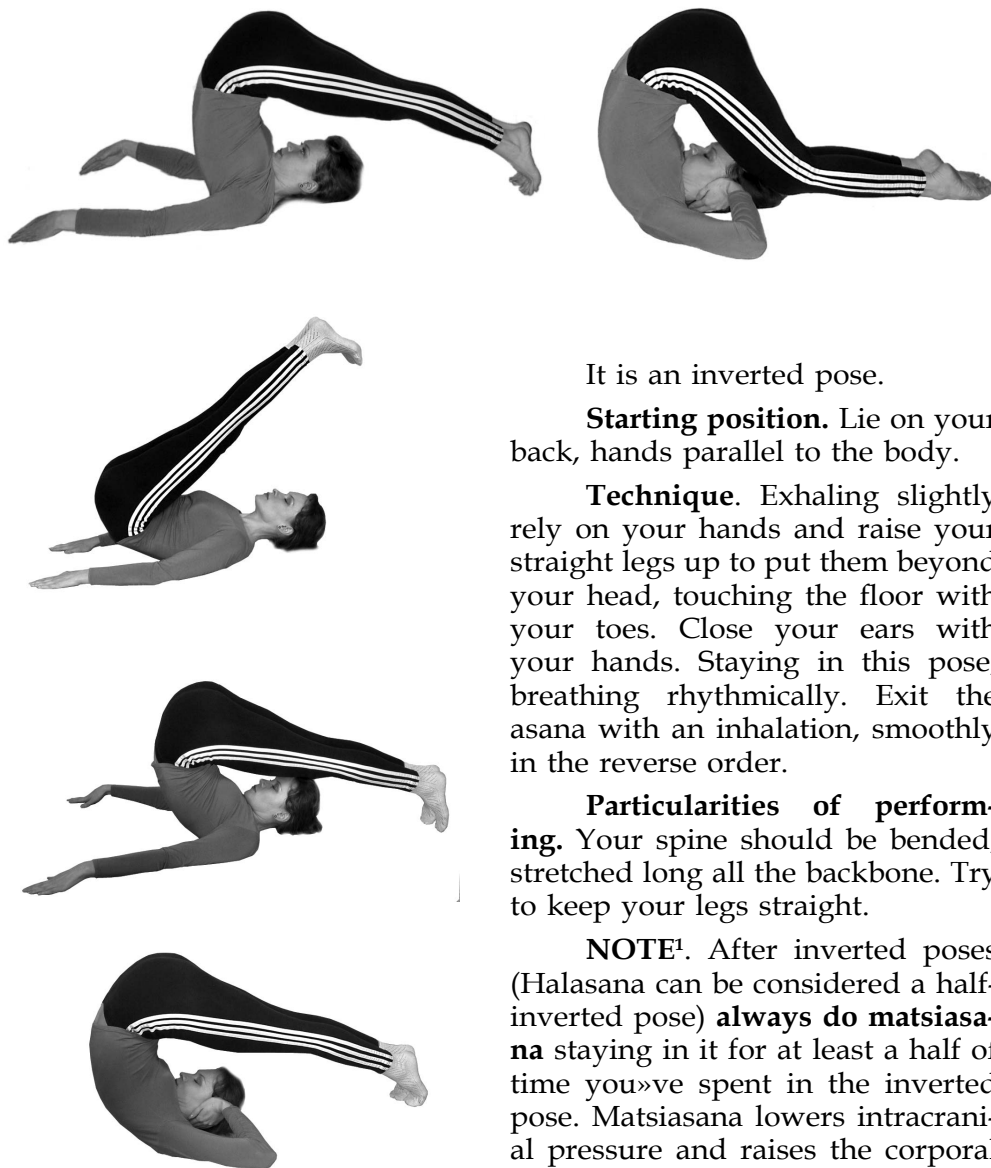 It is an inverted pose.
Starting position. Lie on your
back, hands parallel to the body.
Technique. Exhaling slightly
rely on your hands and raise your
straight legs up to put them beyond
your head, touching the floor with
your toes. Close your ears with
your hands. Staying in this pose,
breathing rhythmically. Exit the
asana with an inhalation, smoothly
in the reverse order.
Particularities of perform-
ing. Your spine should be bended,
stretched long all the backbone. Try
to keep your legs straight.
NOTE¹. After inverted poses
(Halasana can be considered a half-
inverted pose) always do matsiasa-
na staying in it for at least a half of
time you»ve spent in the inverted
pose. Matsiasana lowers intracrani-
al pressure and raises the corporal